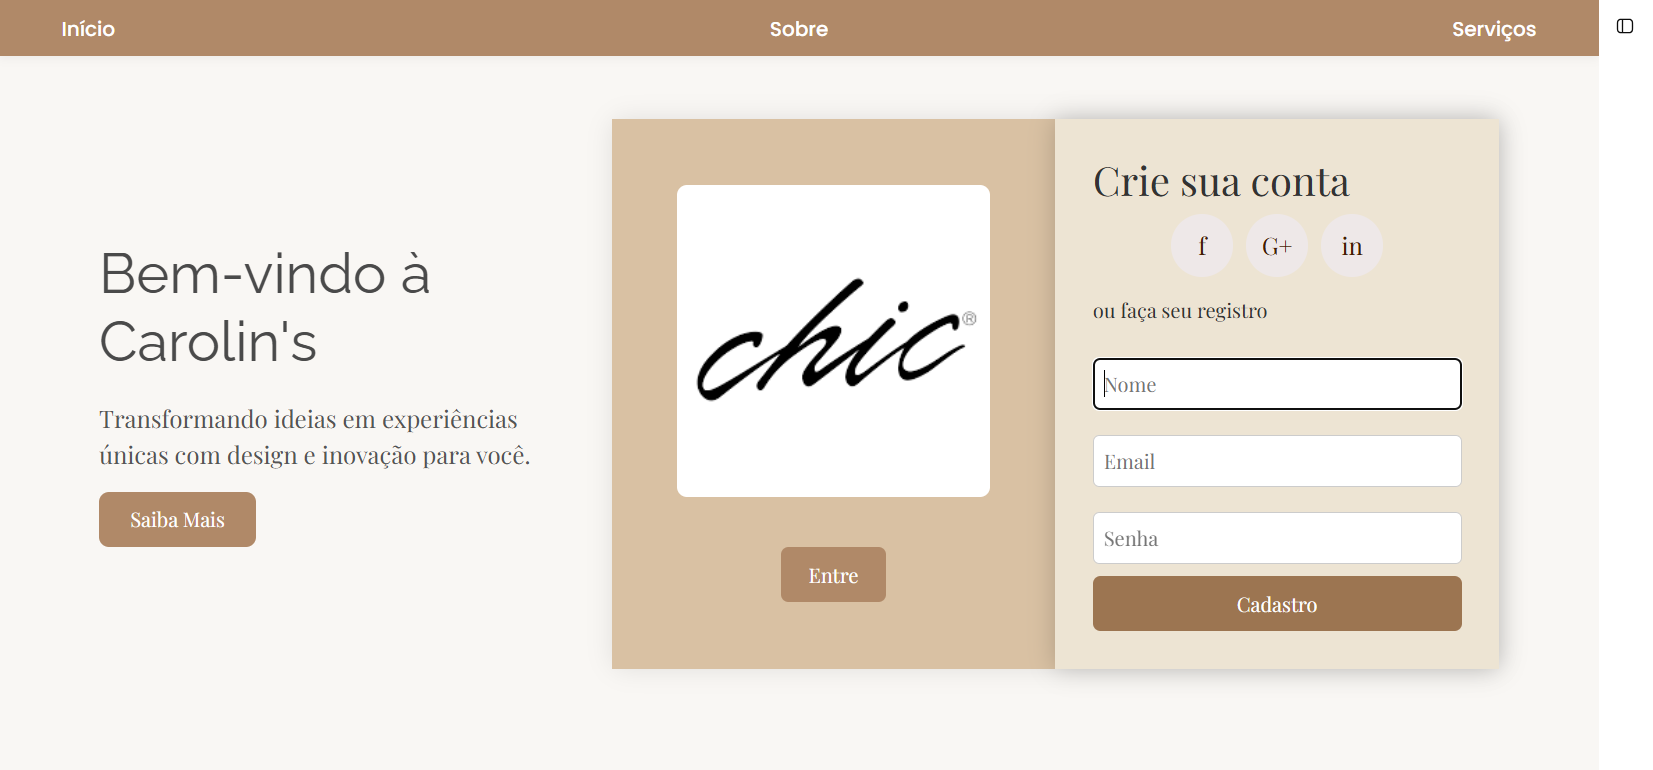 Início
Sobre
Serviços
Bem-vindo à
Carolin's
Transformando ideias em experiências
únicas com design e inovação para você.
Saiba Mais
chic®
Entre
Crie sua conta
f
G+
in
ou faça seu registro
Nome
Email
Senha
Cadastro